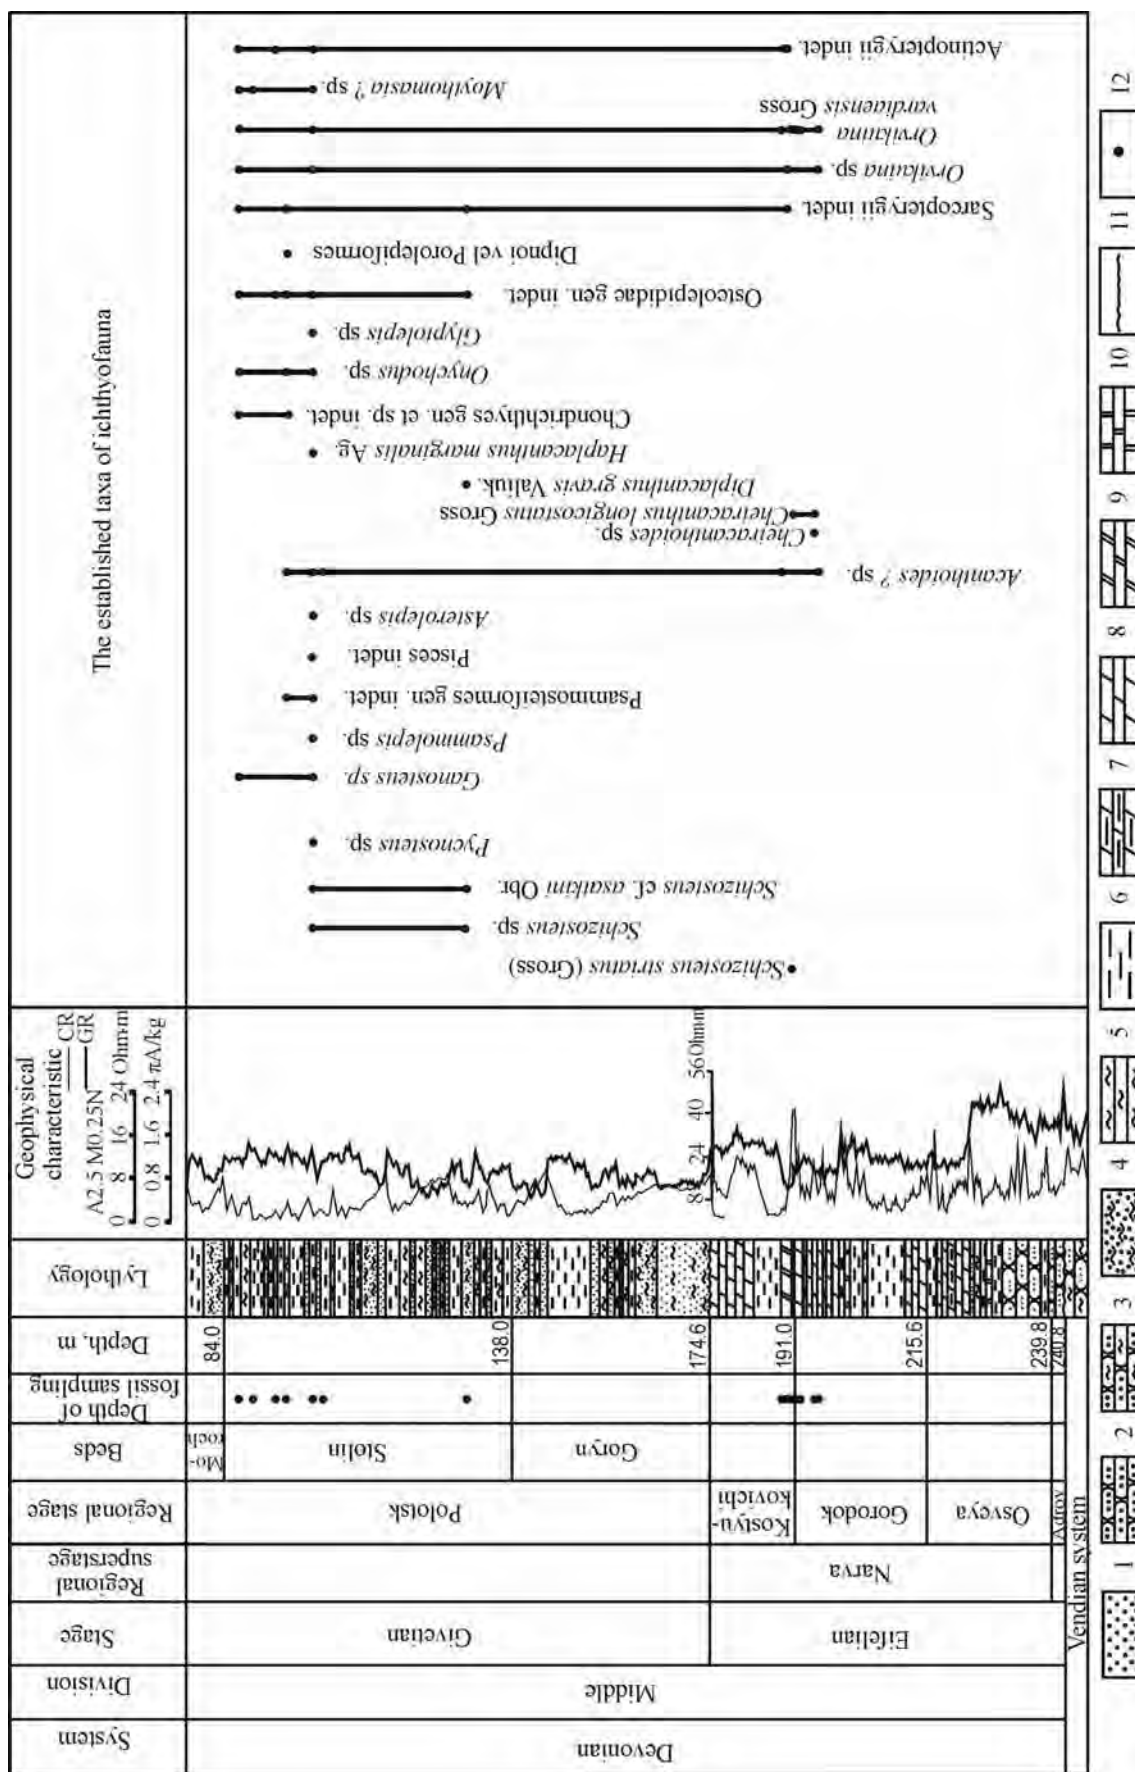 System
Division
Stage
Regional
superstage
Regional stage
Beds
Depth of
fossil sampling
Depth, m
Lythology
Geophysical
characteristic
CR
GR
A2.5 M0.25N
0 8 16 24 Ohm·m
0 0.8 1.6 2.4 πA/kg
The established taxa of ichthyofauna
Devonian
Middle
Givetian
Eifelian
Narva
Polotsk
Kostyu-
kovichi
Gorodok
Osveya
Adrov
Vendian system
Mo-
roch
Stolin
Goryn
84.0
138.0
174.6
191.0
215.6
239.8
240.8
8 24 40 56 Ohm·m
Schizosteus striatus (Gross)
Schizosteus sp.
Schizosteus cf. asatkini Obr.
Pycnosteus sp.
Ganosteus sp.
Psammolepis sp.
Psammosteiformes gen. indet.
Pisces indet.
Asterolepis sp.
Acanthoides ? sp.
Cheiracanthoides sp.
Cheiracanthus longicostatus Gross
Diplacanthus gravis Valiuk.
Haplacanthus marginalis Ag.
Chondrichthyes gen. et sp. indet.
Onychodus sp.
Glyptolepis sp.
Osteolepididae gen. indet.
Dipnoi vel Porolepiformes
Sarcopterygii indet.
Orvikuina sp.
Orvikuina
vardiaensis Gross
Moythomasia ? sp.
Actinopterygii indet.
1
2
3
4
5
6
7
8
9
10
11
12